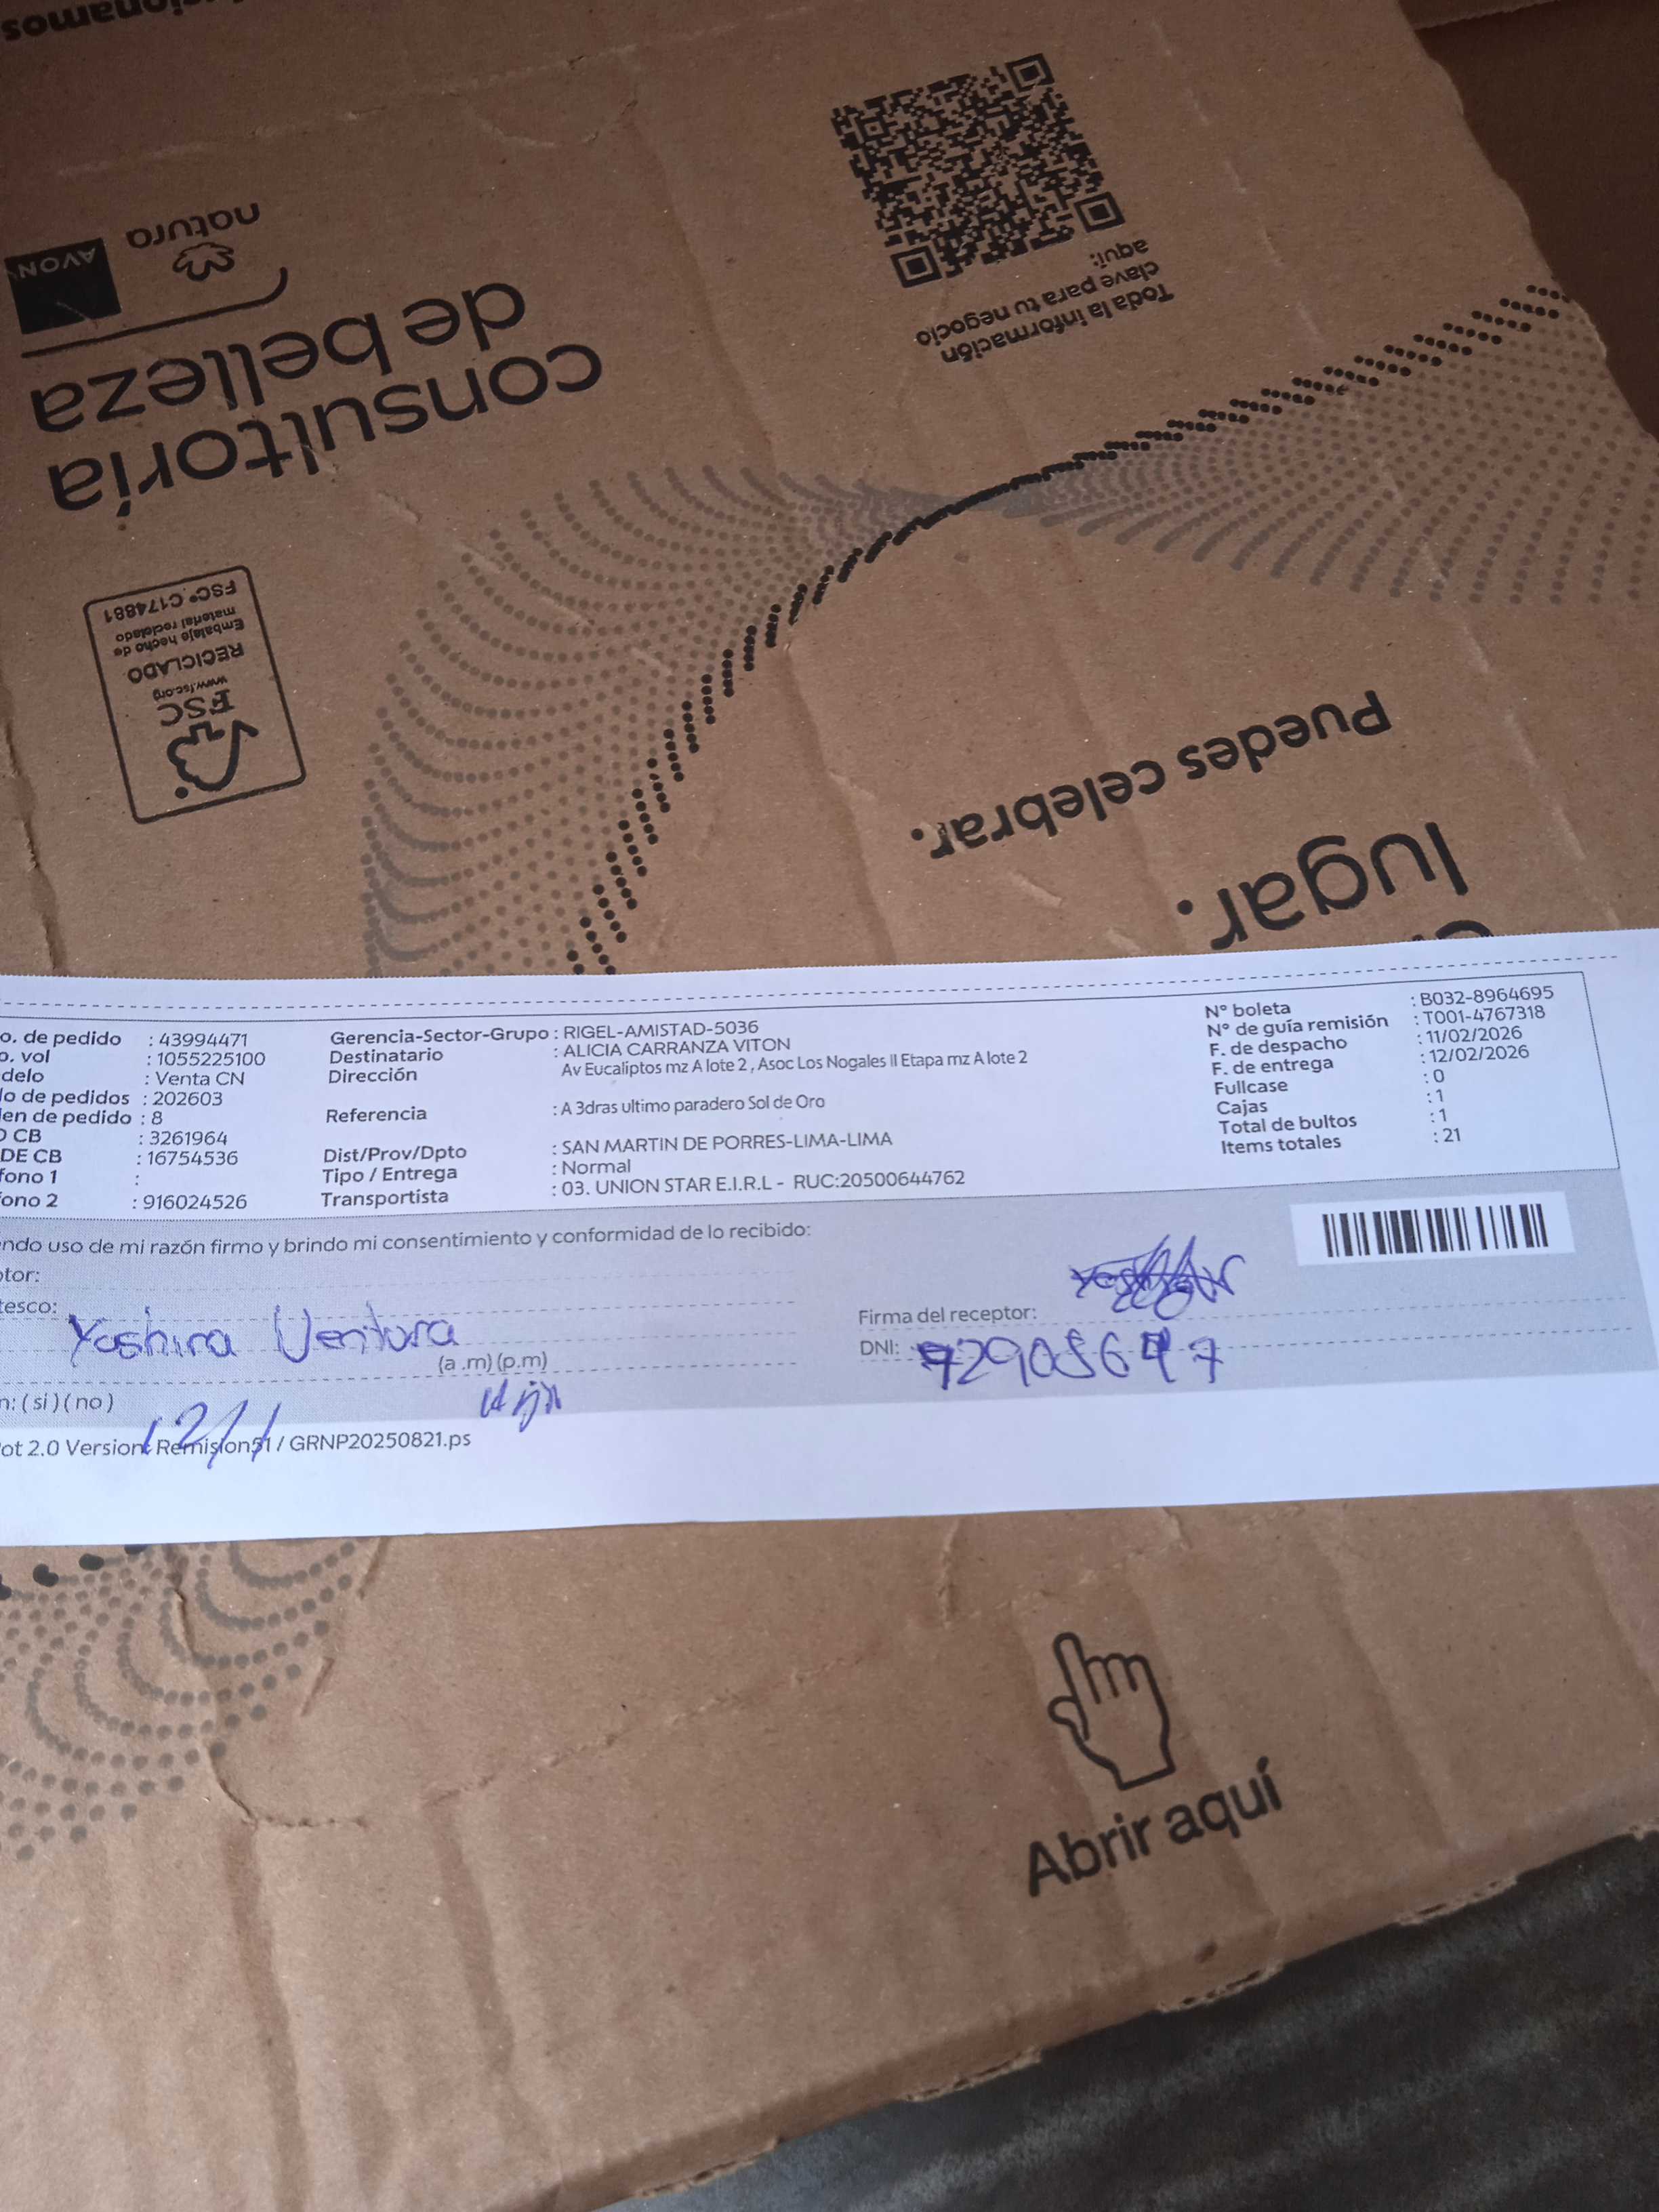 sionamos
AVON
natura
consultoría
de belleza
Toda la información
clave para tu negocio
aquí:
FSC
www.fsc.org
RECICLADO
Embalaje hecho de
material reciclado
FSC® C174881
Puedes celebrar.
lugar.
o. de pedido : 43994471
o. vol : 1055225100
delo : Venta CN
lo de pedidos : 202603
en de pedido : 8
O CB : 3261964
DE CB : 16754536
fono 1 :
ono 2 : 916024526
Gerencia-Sector-Grupo : RIGEL-AMISTAD-5036
Destinatario : ALICIA CARRANZA VITON
Dirección Av Eucaliptos mz A lote 2 , Asoc Los Nogales II Etapa mz A lote 2
Referencia : A 3dras ultimo paradero Sol de Oro
Dist/Prov/Dpto : SAN MARTIN DE PORRES-LIMA-LIMA
Tipo / Entrega : Normal
Transportista : 03. UNION STAR E.I.R.L - RUC:20500644762
N° boleta : B032-8964695
N° de guía remisión : T001-4767318
F. de despacho : 11/02/2026
F. de entrega : 12/02/2026
Fullcase : 0
Cajas : 1
Total de bultos : 1
Items totales : 21
ndo uso de mi razón firmo y brindo mi consentimiento y conformidad de lo recibido:
ptor:
tesco:
Yashira Ventura
(a .m) (p.m)
n: ( si ) ( no )
Firma del receptor:
DNI:
ot 2.0 Version: Remision51 / GRNP20250821.ps
Abrir aquí